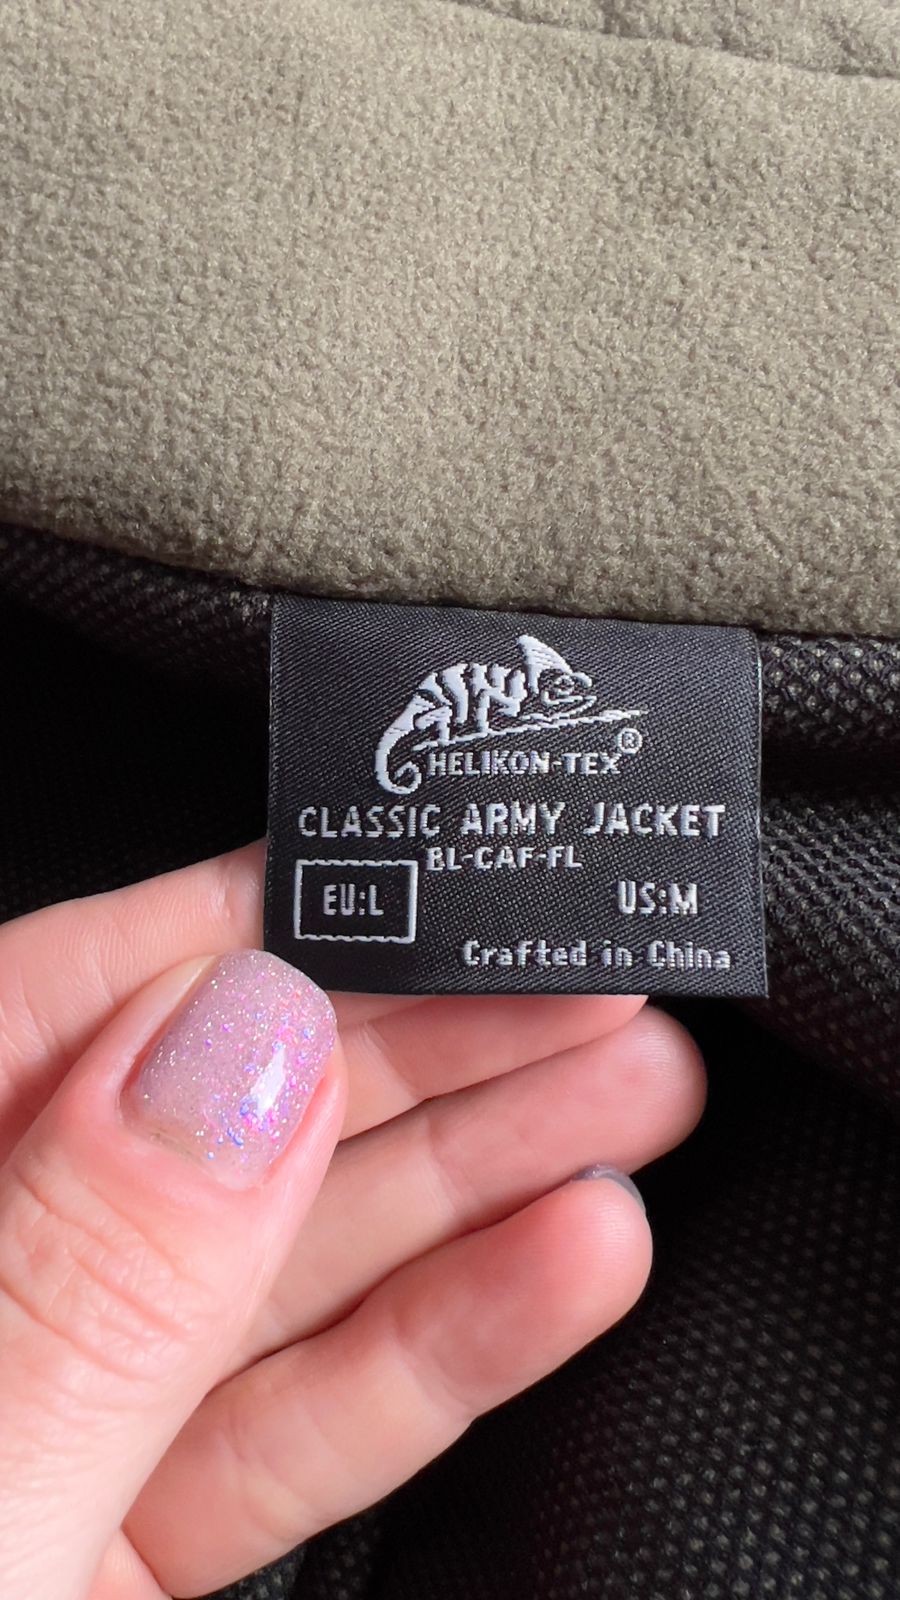 HELIKON-TEX®
CLASSIC ARMY JACKET
BL-CAF-FL
EU:L US:M
Crafted in China